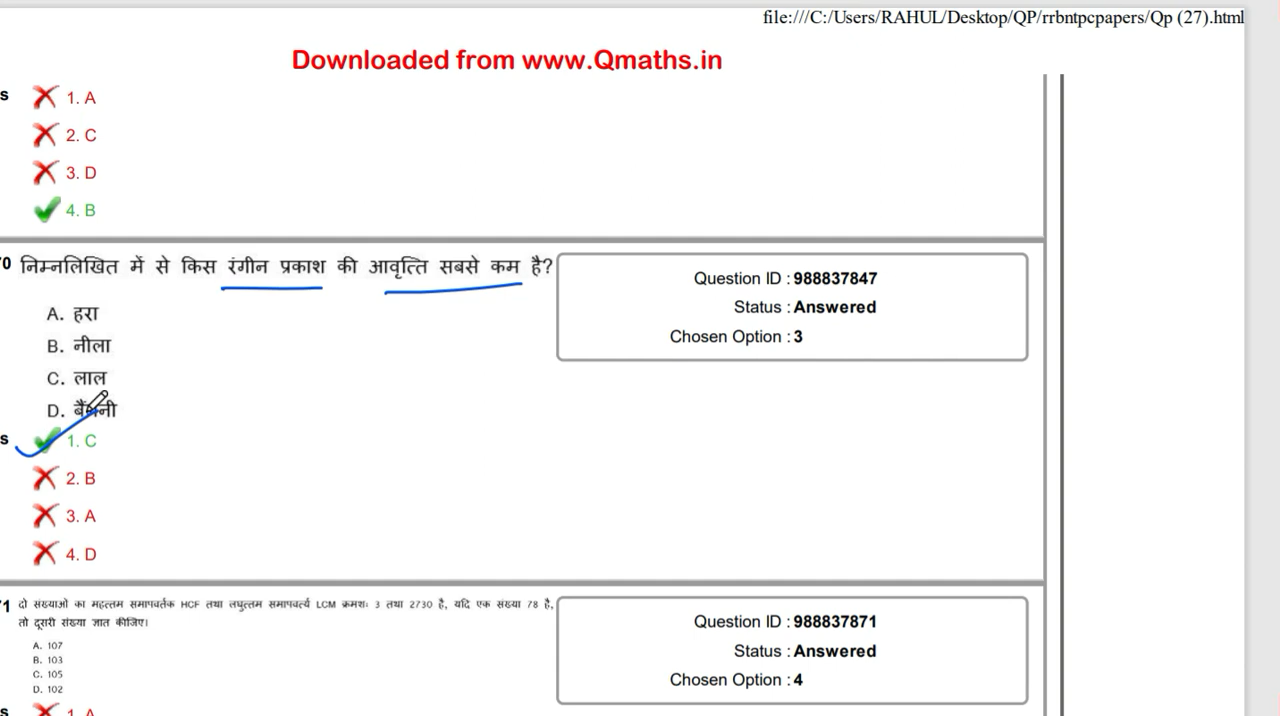 file:///C:/Users/RAHUL/Desktop/QP/rrbntpcpapers/Qp (27).html
Downloaded from www.Qmaths.in
s
1. A
2. C
3. D
4. B
0 निम्नलिखित में से किस रंगीन प्रकाश की आवृत्ति सबसे कम है?
Question ID : 988837847
Status : Answered
Chosen Option : 3
A. हरा
B. नीला
C. लाल
D. बैंगनी
s
1. C
2. B
3. A
4. D
1 दो संख्याओं का महत्तम समापवर्तक HCF तथा लघुत्तम समापवर्त्य LCM क्रमशः 3 तथा 2730 है, यदि एक संख्या 78 है,
तो दूसरी संख्या ज्ञात कीजिए।
Question ID : 988837871
Status : Answered
Chosen Option : 4
A. 107
B. 103
C. 105
D. 102
s
1. A